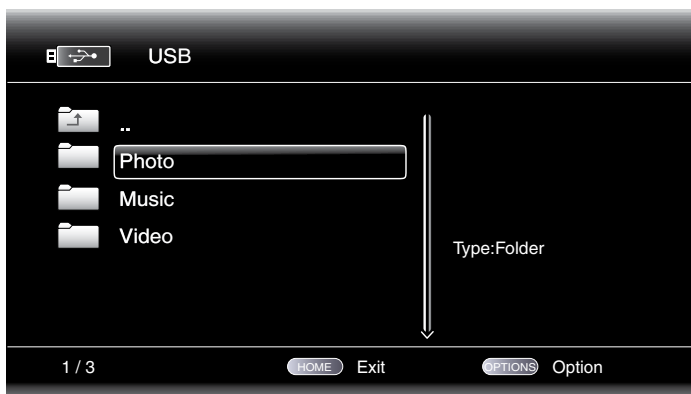 USB
..
Photo
Music
Video
Type:Folder
1 / 3
HOME Exit
OPTIONS Option